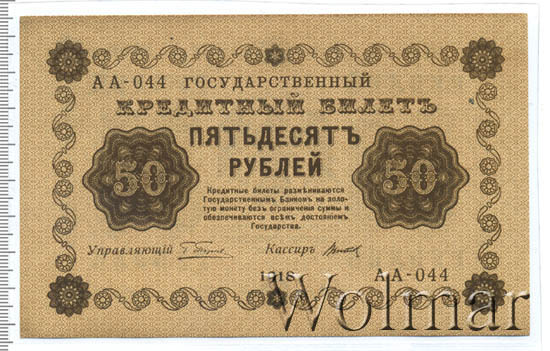 АА-044 ГОСУДАРСТВЕННЫЙ
КРЕДИТНЫЙ БИЛЕТЪ
ПЯТЬДЕСЯТЪ
РУБЛЕЙ
50
50
Кредитные билеты размѣниваются
Государственнымъ Банкомъ на золо-
тую монету безъ ограниченія суммы и
обезпечиваются всѣмъ достояніемъ
Государства.
Управляющій
Кассиръ
1918
АА-044
Wolmar